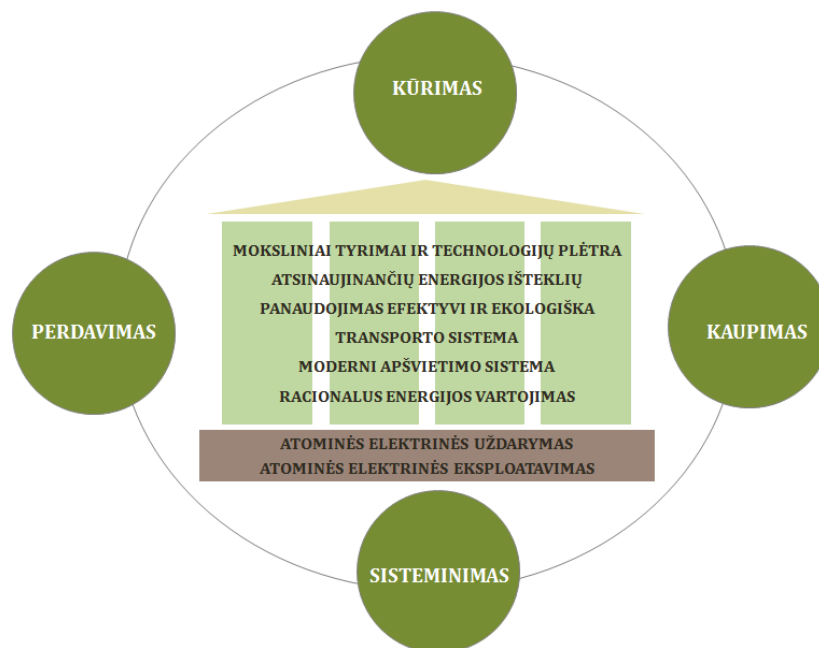 KŪRIMAS
MOKSLINIAI TYRIMAI IR TECHNOLOGIJŲ PLĖTRA
ATSINAUJINANČIŲ ENERGIJOS IŠTEKLIŲ
PANAUDOJIMAS EFEKTYVI IR EKOLOGIŠKA
TRANSPORTO SISTEMA
MODERNI APŠVIETIMO SISTEMA
RACIONALUS ENERGIJOS VARTOJIMAS
PERDAVIMAS
KAUPIMAS
ATOMINĖS ELEKTRINĖS UŽDARYMAS
ATOMINĖS ELEKTRINĖS EKSPLOATAVIMAS
SISTEMINIMAS